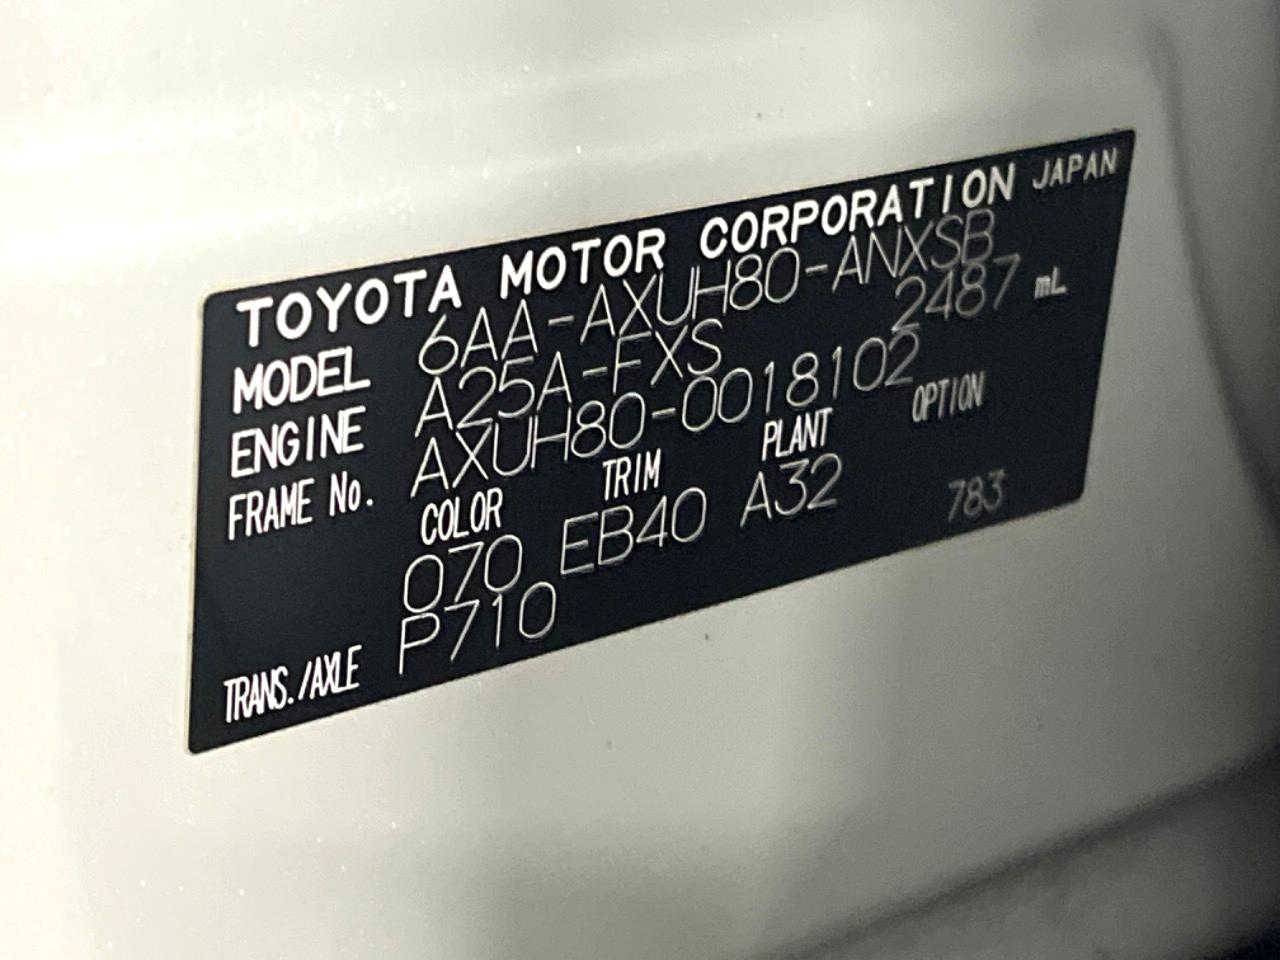 TOYOTA MOTOR CORPORATION JAPAN
MODEL 6AA-AXUH80-ANXSB
ENGINE A25A-FXS 2487 mL
FRAME No. AXUH80-0018102
COLOR TRIM PLANT OPTION
070 EB40 A32 783
TRANS./AXLE P710